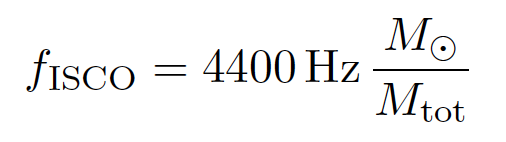 f_ISCO = 4400 Hz M_⊙ / M_tot